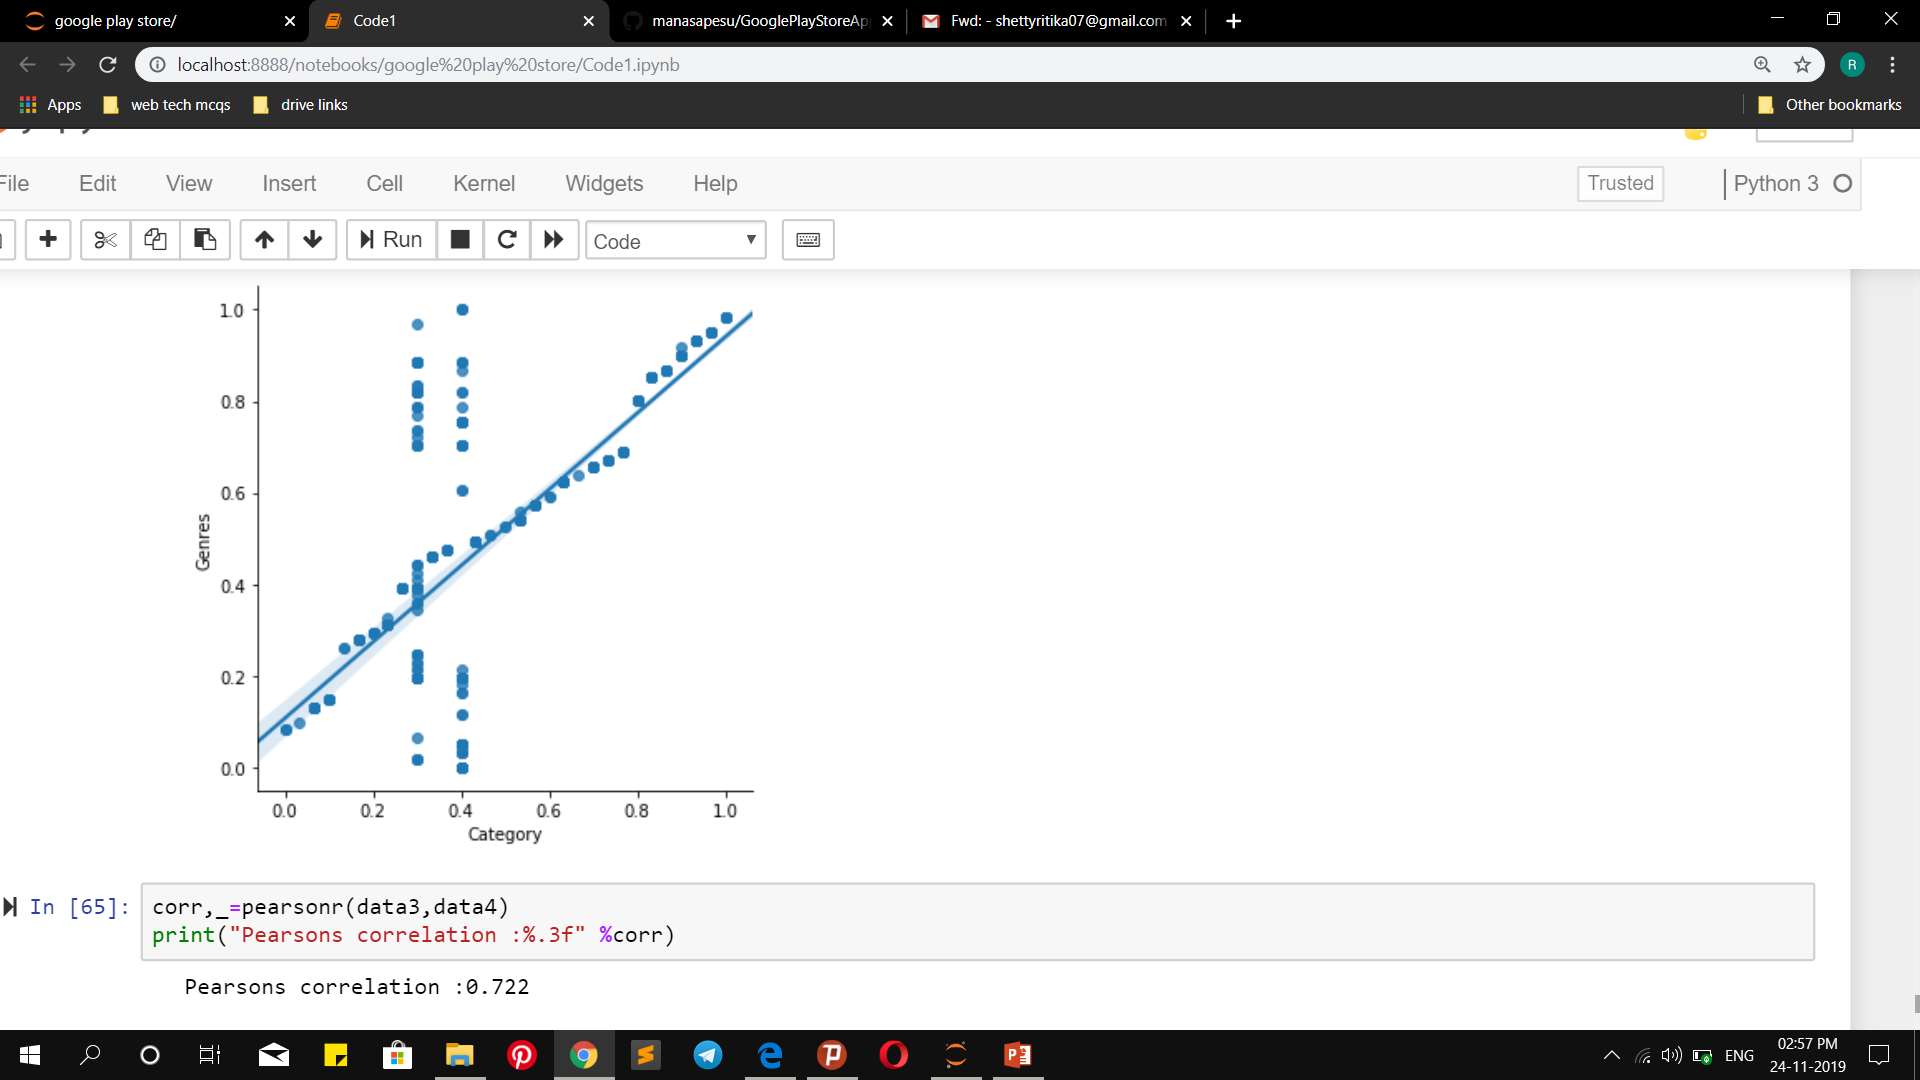 google play store/
Code1
manasapesu/GooglePlayStoreAp
Fwd: - shettyritika07@gmail.com
localhost:8888/notebooks/google%20play%20store/Code1.ipynb
R
Apps
web tech mcqs
drive links
Other bookmarks
File Edit View Insert Cell Kernel Widgets Help
Trusted
Python 3
Run
Code
1.0
0.8
0.6
0.4
0.2
0.0
Genres
0.0 0.2 0.4 0.6 0.8 1.0
Category
In [65]:
corr,_=pearsonr(data3,data4)
print("Pearsons correlation :%.3f" %corr)
Pearsons correlation :0.722
ENG
02:57 PM
24-11-2019